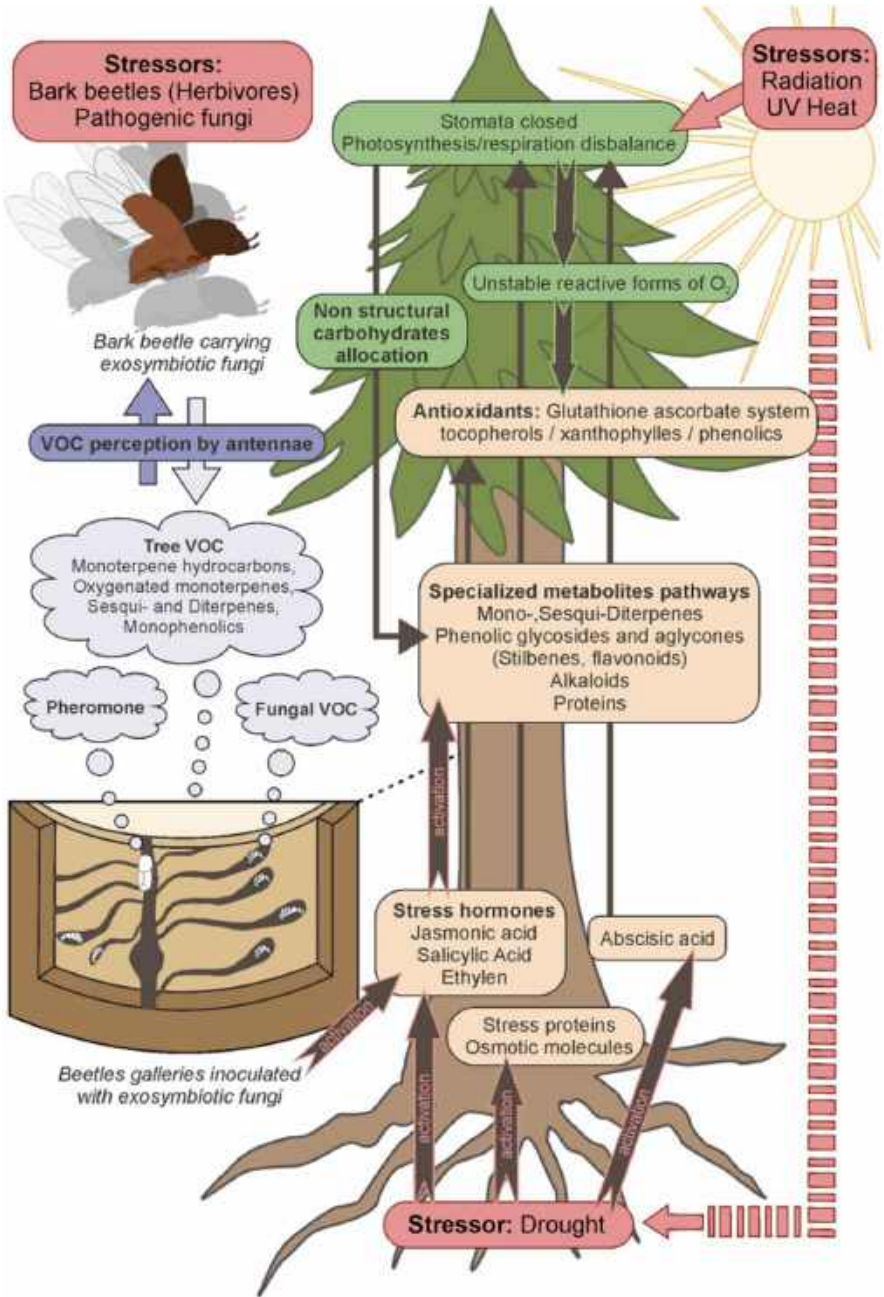 Stressors:
Bark beetles (Herbivores)
Pathogenic fungi
Stressors:
Radiation
UV Heat
Stomata closed
Photosynthesis/respiration disbalance
Unstable reactive forms of O₂
Non structural
carbohydrates
allocation
Bark beetle carrying
exosymbiotic fungi
Antioxidants: Glutathione ascorbate system
tocopherols / xanthophylles / phenolics
VOC perception by antennae
Tree VOC
Monoterpene hydrocarbons,
Oxygenated monoterpenes,
Sesqui- and Diterpenes,
Monophenolics
Specialized metabolites pathways
Mono-,Sesqui-Diterpenes
Phenolic glycosides and aglycones
(Stilbenes, flavonoids)
Alkaloids
Proteins
Pheromone
Fungal VOC
activation
Stress hormones
Jasmonic acid
Salicylic Acid
Ethylen
Abscisic acid
Stress proteins
Osmotic molecules
activation
Beetles galleries inoculated
with exosymbiotic fungi
activation
activation
activation
Stressor: Drought